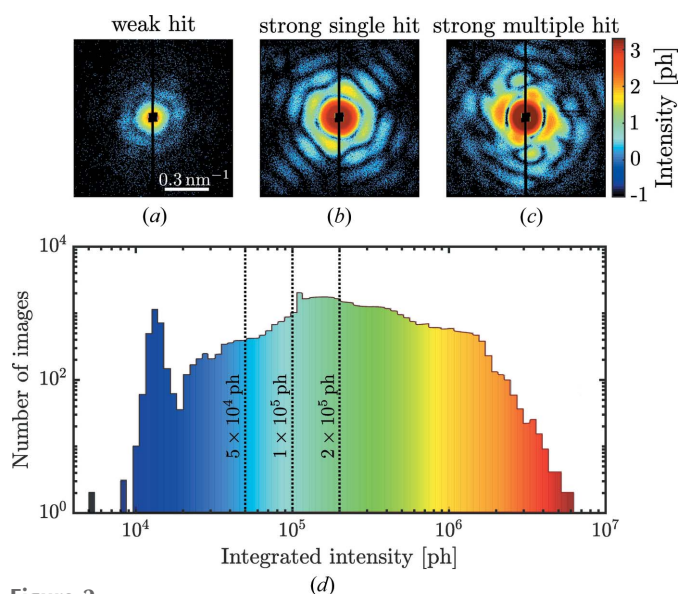 weak hit
strong single hit
strong multiple hit
0.3 nm⁻¹
3
2
1
0
-1
Intensity [ph]
(a)
(b)
(c)
10⁴
10²
10⁰
Number of images
5 × 10⁴ ph
1 × 10⁵ ph
2 × 10⁵ ph
10⁴
10⁵
10⁶
10⁷
Integrated intensity [ph]
(d)